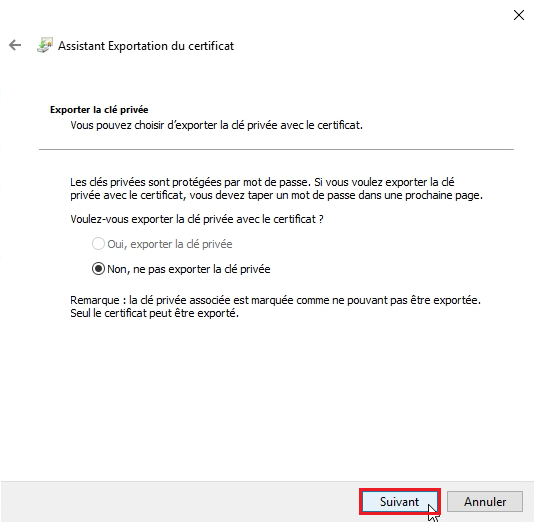 Assistant Exportation du certificat
Exporter la clé privée
Vous pouvez choisir d'exporter la clé privée avec le certificat.
Les clés privées sont protégées par mot de passe. Si vous voulez exporter la clé
privée avec le certificat, vous devez taper un mot de passe dans une prochaine page.
Voulez-vous exporter la clé privée avec le certificat ?
Oui, exporter la clé privée
Non, ne pas exporter la clé privée
Remarque : la clé privée associée est marquée comme ne pouvant pas être exportée.
Seul le certificat peut être exporté.
Suivant
Annuler